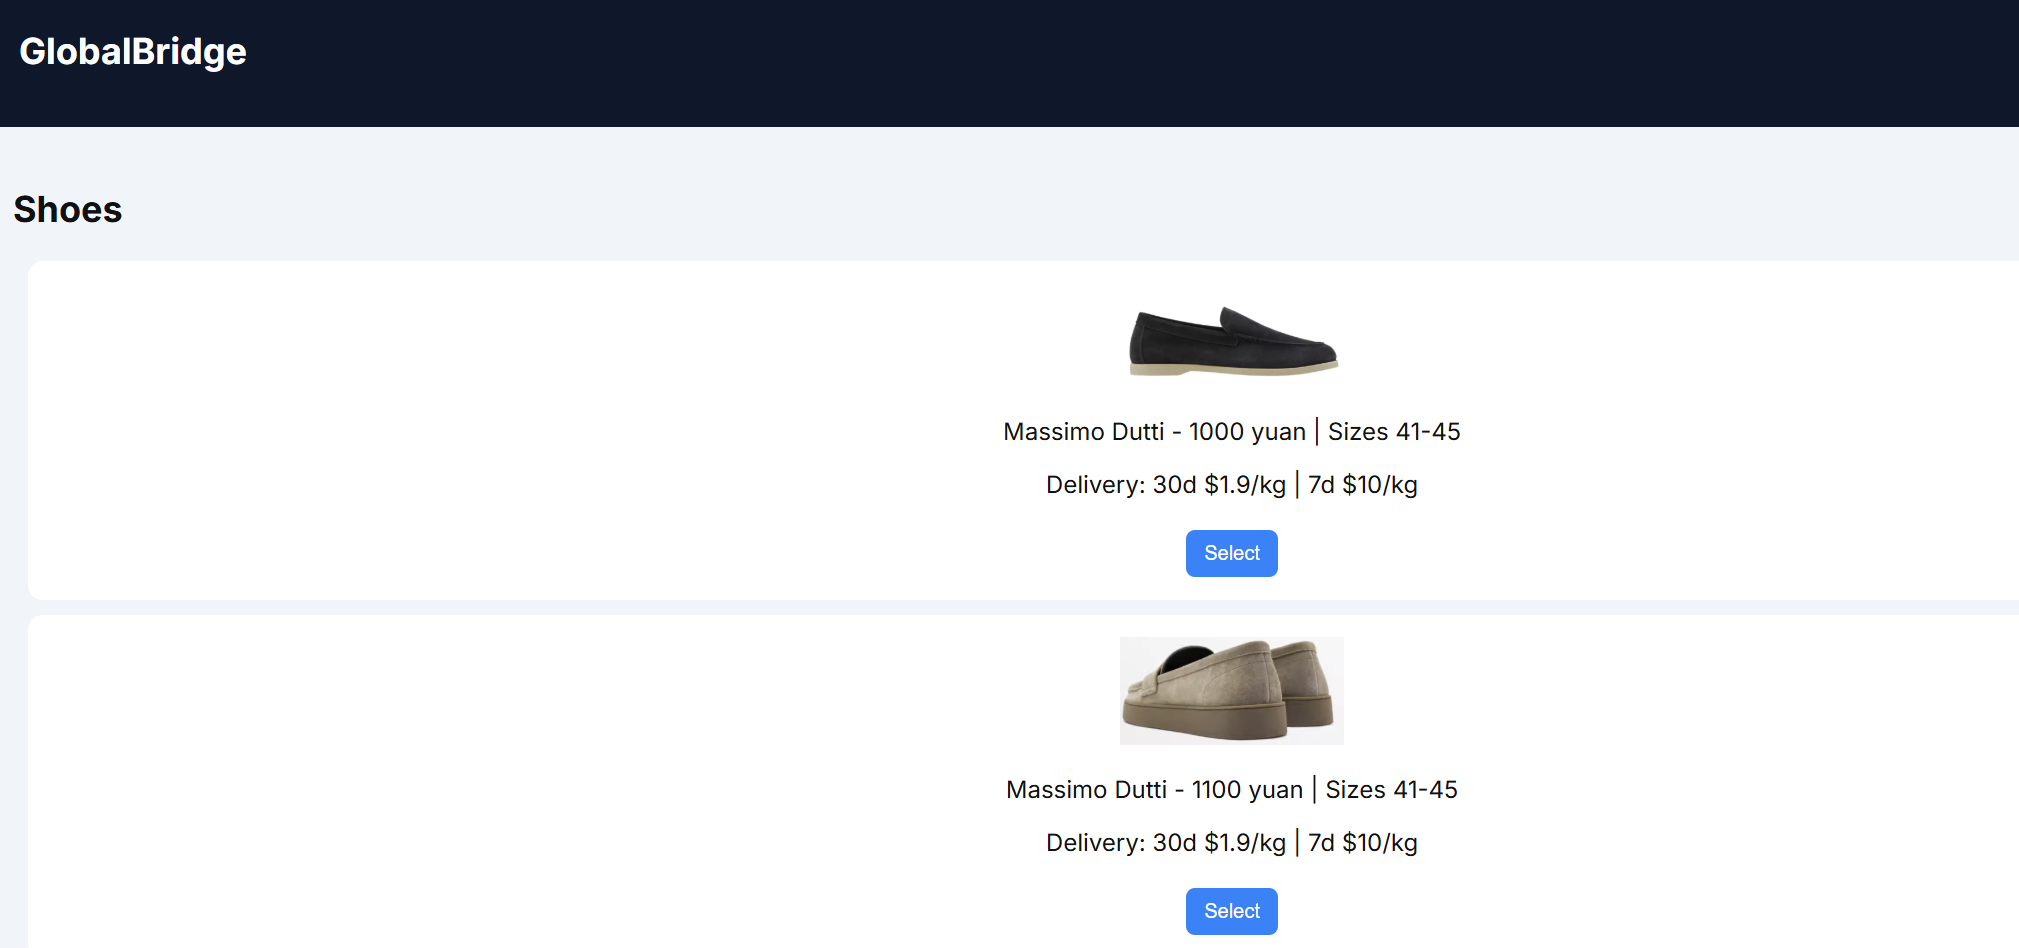 GlobalBridge
Shoes
Massimo Dutti - 1000 yuan | Sizes 41-45
Delivery: 30d $1.9/kg | 7d $10/kg
Select
Massimo Dutti - 1100 yuan | Sizes 41-45
Delivery: 30d $1.9/kg | 7d $10/kg
Select